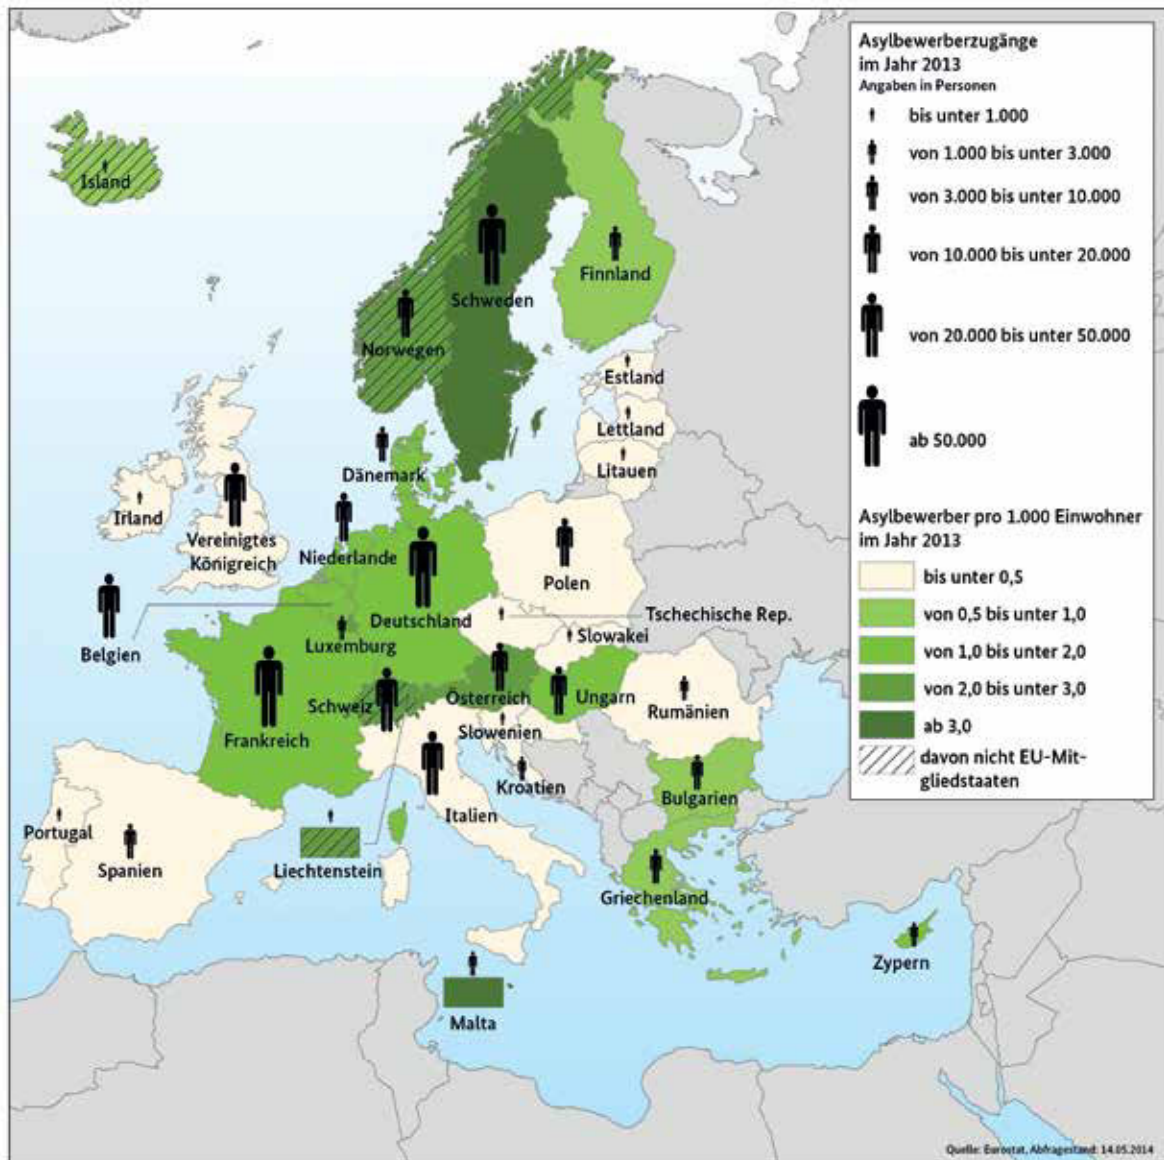 Asylbewerberzugänge
im Jahr 2013
Angaben in Personen
bis unter 1.000
von 1.000 bis unter 3.000
von 3.000 bis unter 10.000
von 10.000 bis unter 20.000
von 20.000 bis unter 50.000
ab 50.000
Asylbewerber pro 1.000 Einwohner
im Jahr 2013
bis unter 0,5
von 0,5 bis unter 1,0
von 1,0 bis unter 2,0
von 2,0 bis unter 3,0
ab 3,0
davon nicht EU-Mit-
gliedstaaten
Island
Schweden
Finnland
Norwegen
Estland
Lettland
Litauen
Dänemark
Irland
Vereinigtes
Königreich
Niederlande
Polen
Deutschland
Tschechische Rep.
Belgien
Luxemburg
Slowakei
Schweiz
Österreich
Ungarn
Rumänien
Frankreich
Slowenien
Kroatien
Bulgarien
Italien
Portugal
Spanien
Liechtenstein
Griechenland
Zypern
Malta
Quelle: Eurostat, Abfragestand: 14.05.2014